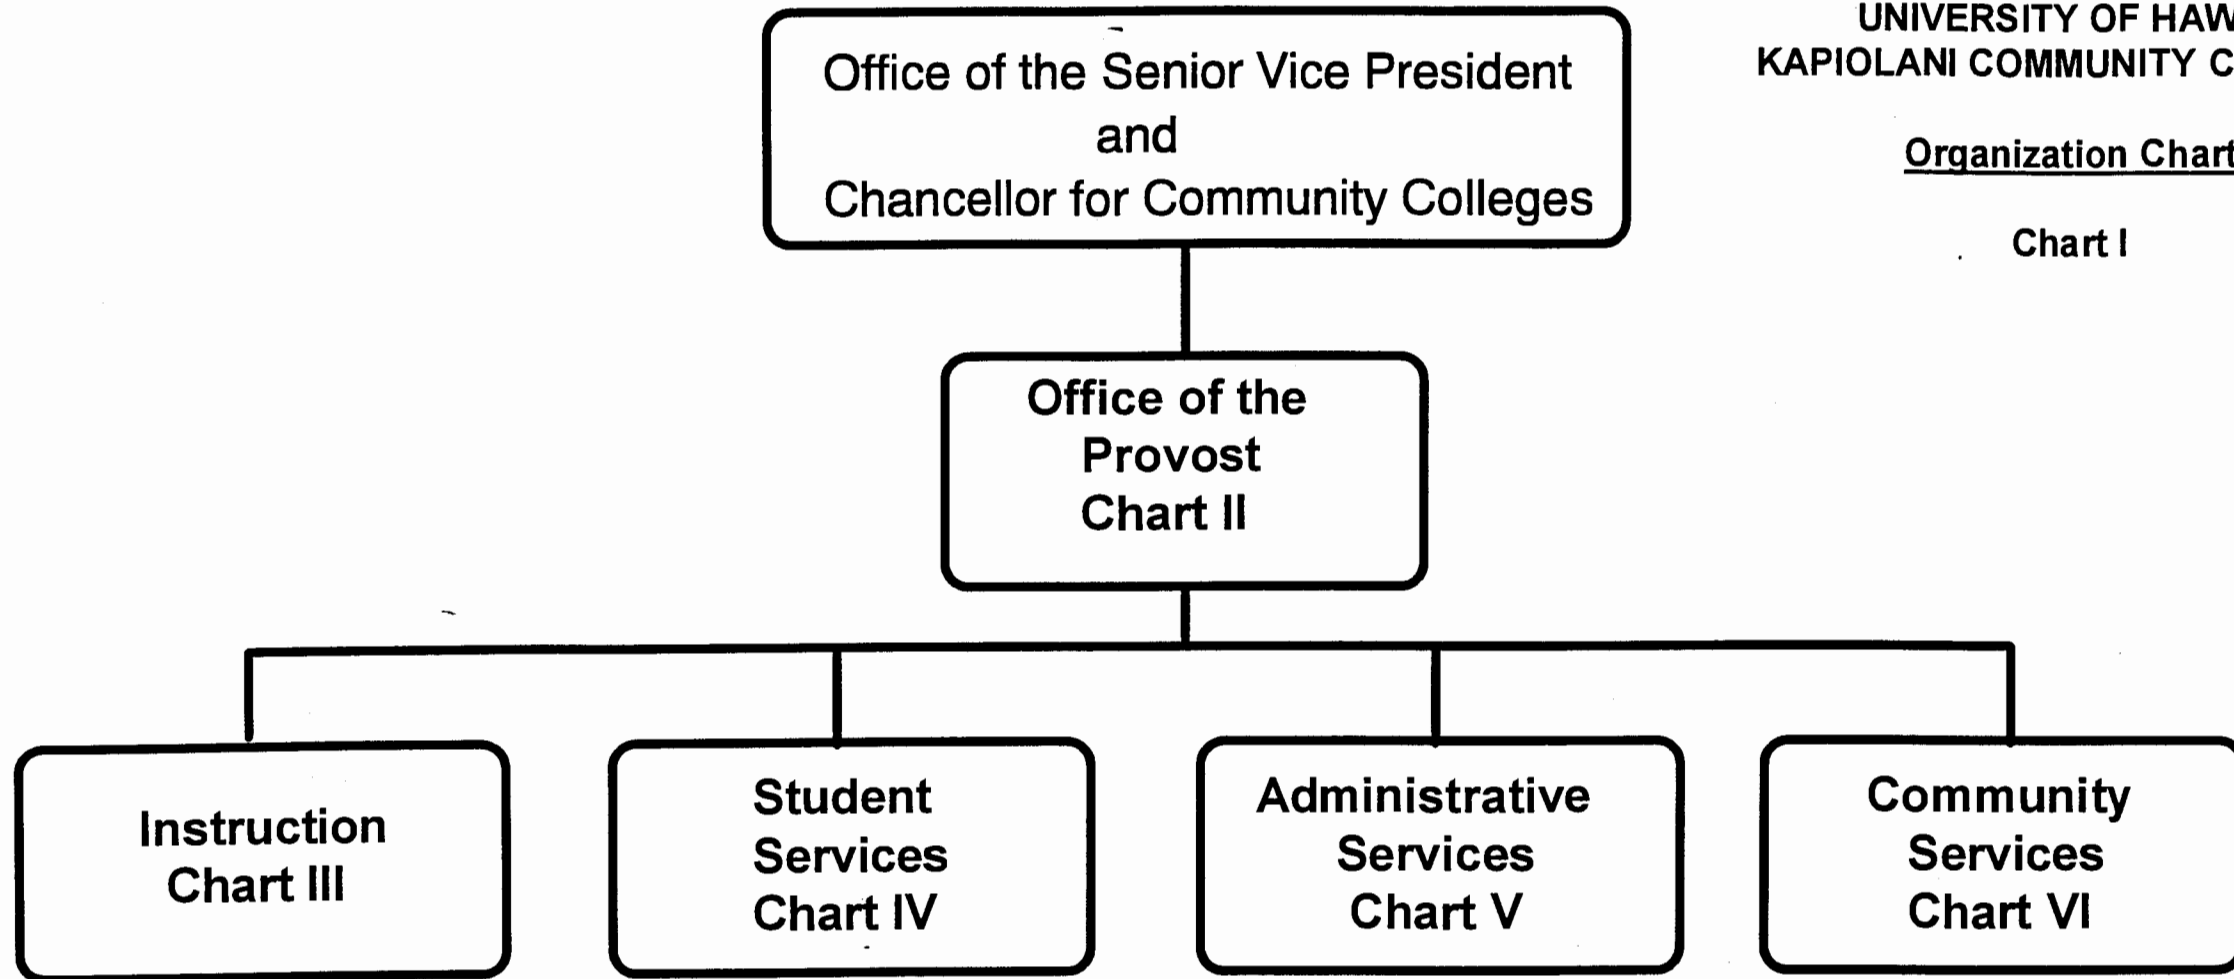 UNIVERSITY OF HAW
KAPIOLANI COMMUNITY C
Organization Chart
Chart I
Office of the Senior Vice President
and
Chancellor for Community Colleges
Office of the
Provost
Chart II
Instruction
Chart III
Student
Services
Chart IV
Administrative
Services
Chart V
Community
Services
Chart VI